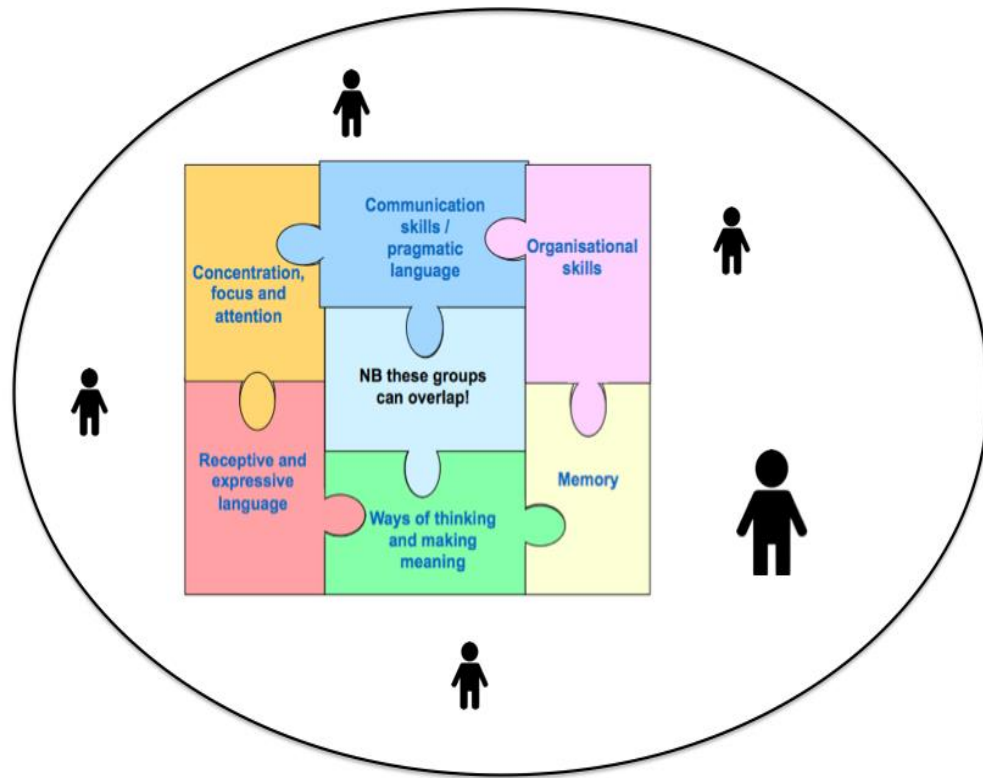 Communication
skills /
pragmatic
language
Organisational
skills
Concentration,
focus and
attention
NB these groups
can overlap!
Receptive and
expressive
language
Memory
Ways of thinking
and making
meaning